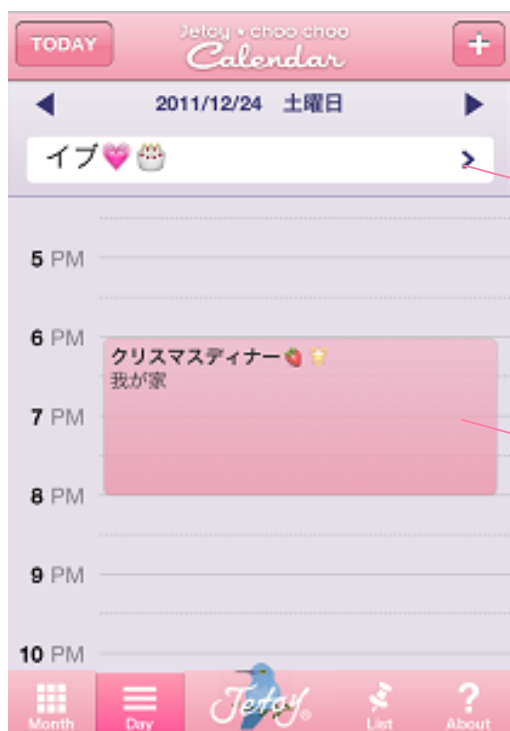 TODAY
Jetoy ・ choo choo
Calendar
+
2011/12/24 土曜日
イブ💗🎂
5 PM
6 PM
クリスマスディナー🍓🌟
我が家
7 PM
8 PM
9 PM
10 PM
Month
Day
Jetoy®
List
?
About